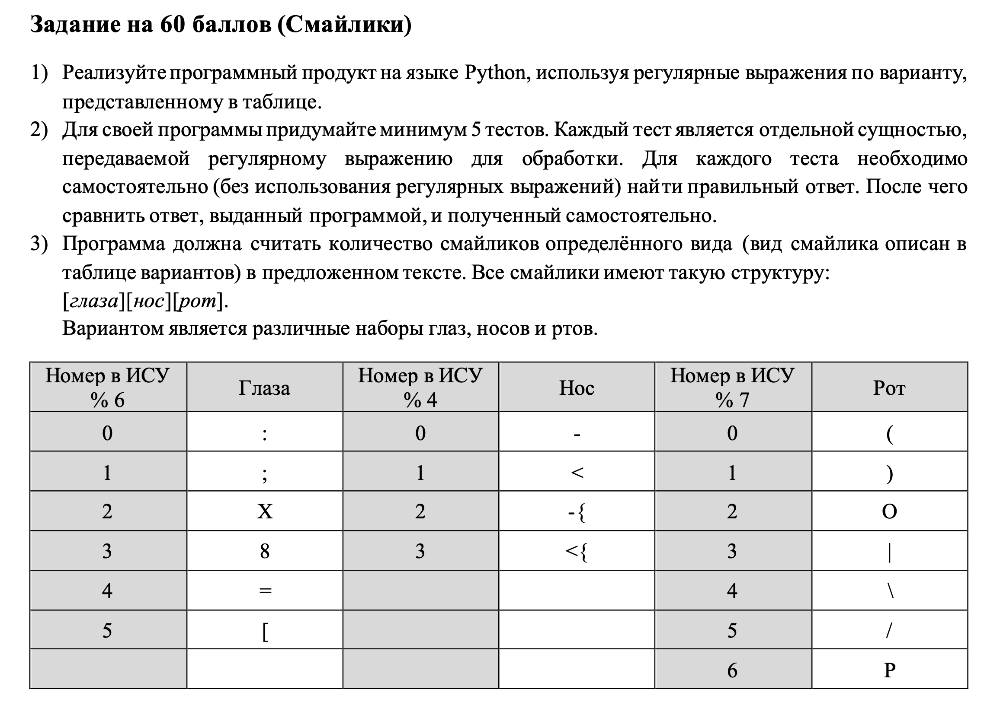 Задание на 60 баллов (Смайлики)
1) Реализуйте программный продукт на языке Python, используя регулярные выражения по варианту,
представленному в таблице.
2) Для своей программы придумайте минимум 5 тестов. Каждый тест является отдельной сущностью,
передаваемой регулярному выражению для обработки. Для каждого теста необходимо
самостоятельно (без использования регулярных выражений) найти правильный ответ. После чего
сравнить ответ, выданный программой, и полученный самостоятельно.
3) Программа должна считать количество смайликов определённого вида (вид смайлика описан в
таблице вариантов) в предложенном тексте. Все смайлики имеют такую структуру:
[глаза][нос][рот].
Вариантом является различные наборы глаз, носов и ртов.
Номер в ИСУ % 6 Глаза Номер в ИСУ % 4 Нос Номер в ИСУ % 7 Рот
0 : 0 - 0 (
1 ; 1 < 1 )
2 X 2 -{ 2 O
3 8 3 <{ 3 |
4 = 4 \
5 [ 5 /
6 P